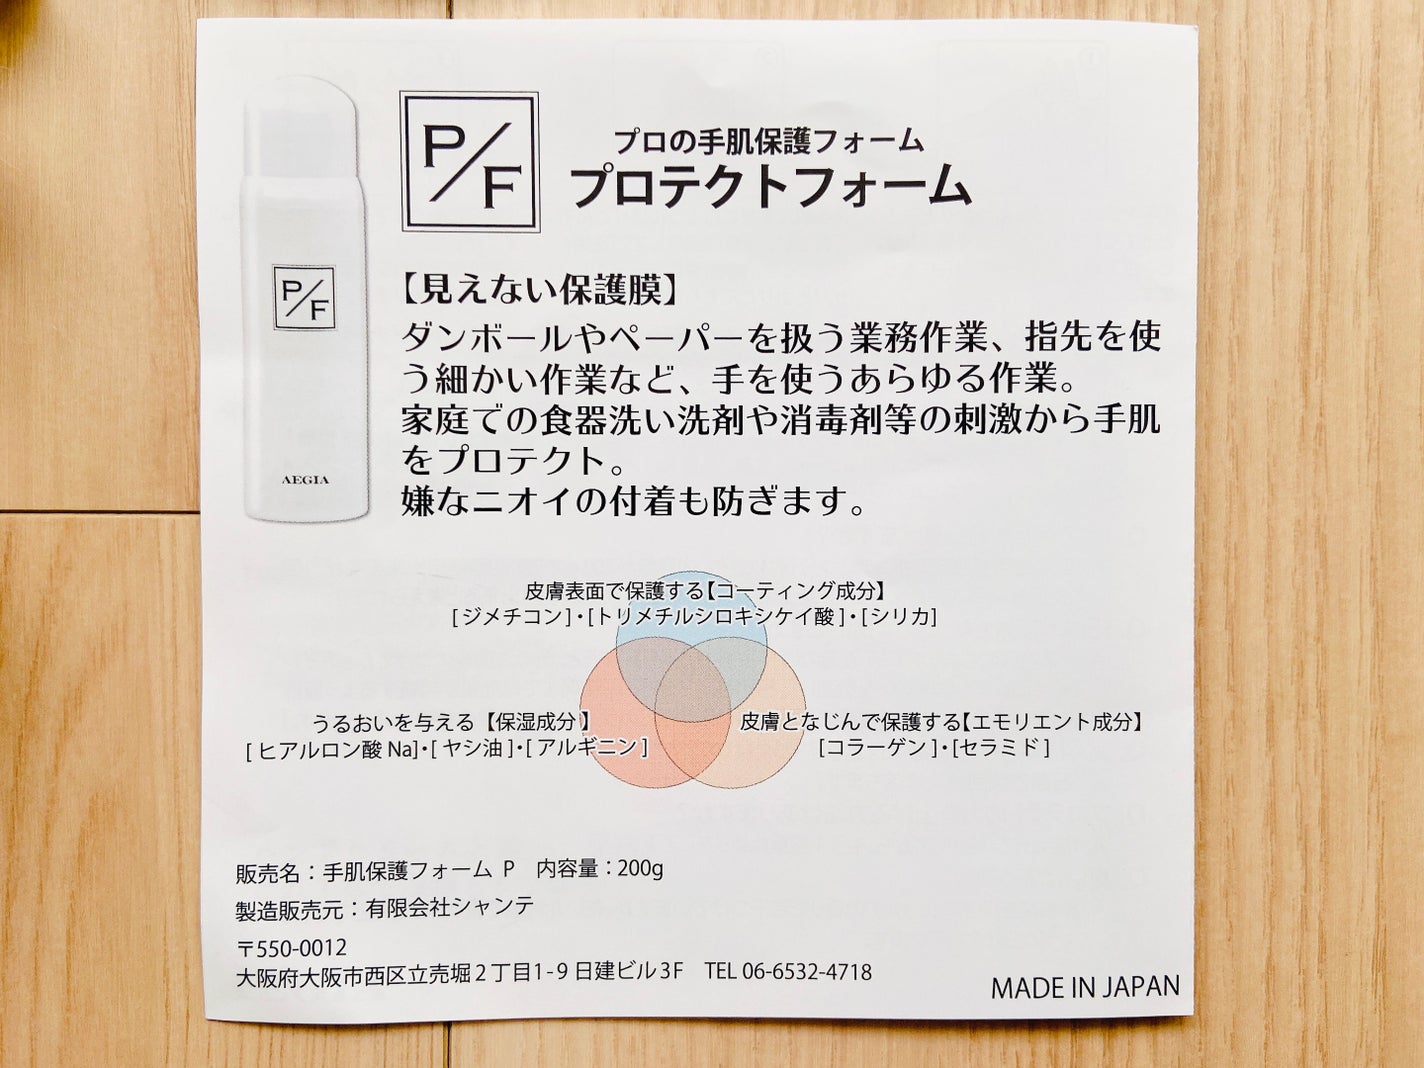 P/F
プロの手肌保護フォーム
プロテクトフォーム
P/F
AEGIA
【見えない保護膜】
ダンボールやペーパーを扱う業務作業、指先を使
う細かい作業など、手を使うあらゆる作業。
家庭での食器洗い洗剤や消毒剤等の刺激から手肌
をプロテクト。
嫌なニオイの付着も防ぎます。
皮膚表面で保護する【コーティング成分】
[ジメチコン]・[トリメチルシロキシケイ酸]・[シリカ]
うるおいを与える【保湿成分】
[ヒアルロン酸 Na]・[ヤシ油]・[アルギニン]
皮膚となじんで保護する【エモリエント成分】
[コラーゲン]・[セラミド]
販売名：手肌保護フォーム P　内容量：200g
製造販売元：有限会社シャンテ
〒550-0012
大阪府大阪市西区立売堀2丁目1-9 日建ビル3F　TEL 06-6532-4718
MADE IN JAPAN